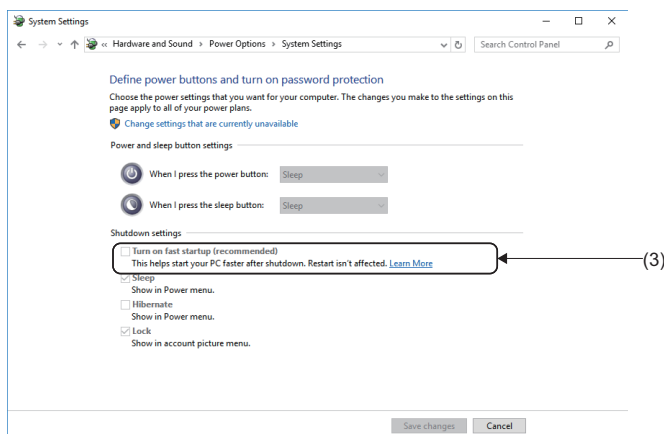 System Settings
« Hardware and Sound › Power Options › System Settings
Search Control Panel
Define power buttons and turn on password protection
Choose the power settings that you want for your computer. The changes you make to the settings on this
page apply to all of your power plans.
Change settings that are currently unavailable
Power and sleep button settings
When I press the power button: Sleep
When I press the sleep button: Sleep
Shutdown settings
Turn on fast startup (recommended)
This helps start your PC faster after shutdown. Restart isn't affected. Learn More
(3)
Sleep
Show in Power menu.
Hibernate
Show in Power menu.
Lock
Show in account picture menu.
Save changes
Cancel